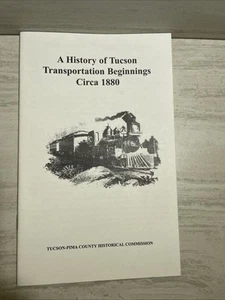 A History of Tucson
Transportation Beginnings
Circa 1880
TUCSON-PIMA COUNTY HISTORICAL COMMISSION